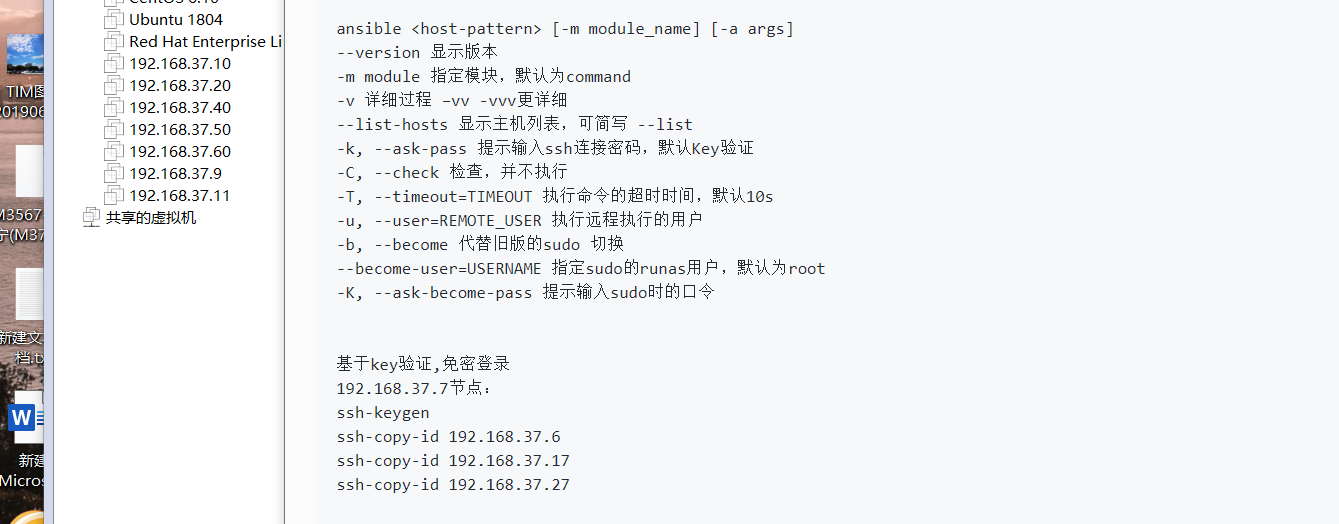 Ubuntu 1804
Red Hat Enterprise Li
192.168.37.10
192.168.37.20
192.168.37.40
192.168.37.50
192.168.37.60
192.168.37.9
192.168.37.11
共享的虚拟机
TIM图
201906
M3567
宁(M37
新建文
档.tx
W
新建
Micros
ansible <host-pattern> [-m module_name] [-a args]
--version 显示版本
-m module 指定模块，默认为command
-v 详细过程 –vv -vvv更详细
--list-hosts 显示主机列表，可简写 --list
-k, --ask-pass 提示输入ssh连接密码，默认Key验证
-C, --check 检查，并不执行
-T, --timeout=TIMEOUT 执行命令的超时时间，默认10s
-u, --user=REMOTE_USER 执行远程执行的用户
-b, --become 代替旧版的sudo 切换
--become-user=USERNAME 指定sudo的runas用户，默认为root
-K, --ask-become-pass 提示输入sudo时的口令
基于key验证,免密登录
192.168.37.7节点：
ssh-keygen
ssh-copy-id 192.168.37.6
ssh-copy-id 192.168.37.17
ssh-copy-id 192.168.37.27